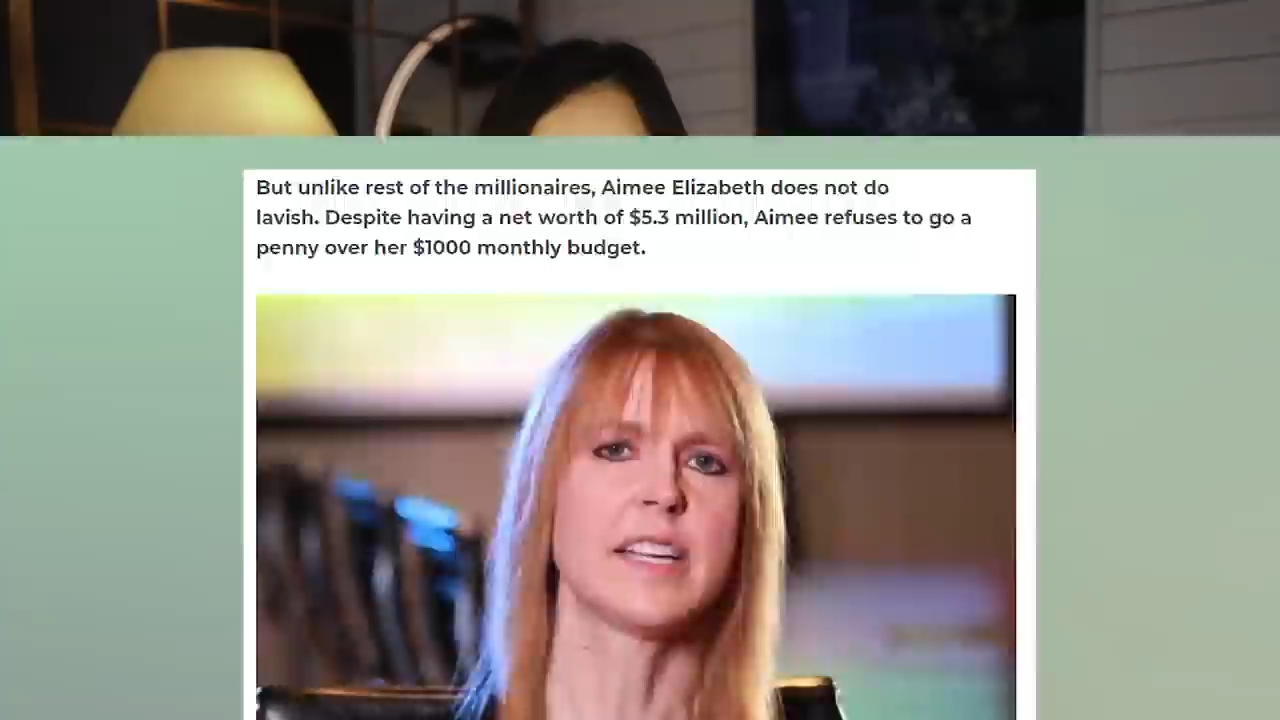 But unlike rest of the millionaires, Aimee Elizabeth does not do
lavish. Despite having a net worth of $5.3 million, Aimee refuses to go a
penny over her $1000 monthly budget.